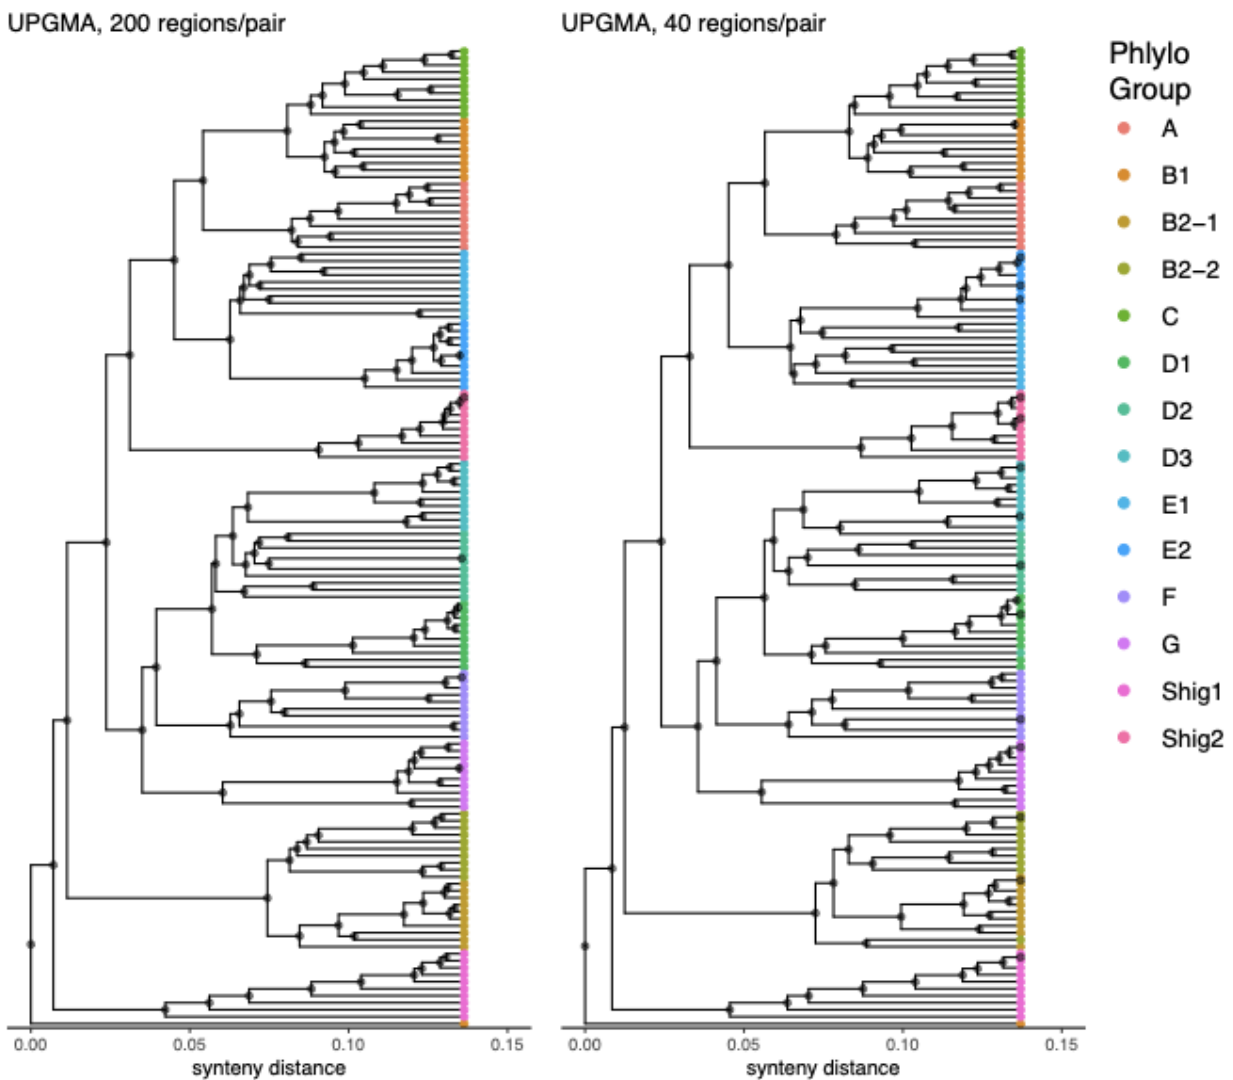 UPGMA, 200 regions/pair
UPGMA, 40 regions/pair
Phlylo
Group
A
B1
B2-1
B2-2
C
D1
D2
D3
E1
E2
F
G
Shig1
Shig2
0.00 0.05 0.10 0.15
synteny distance
0.00 0.05 0.10 0.15
synteny distance